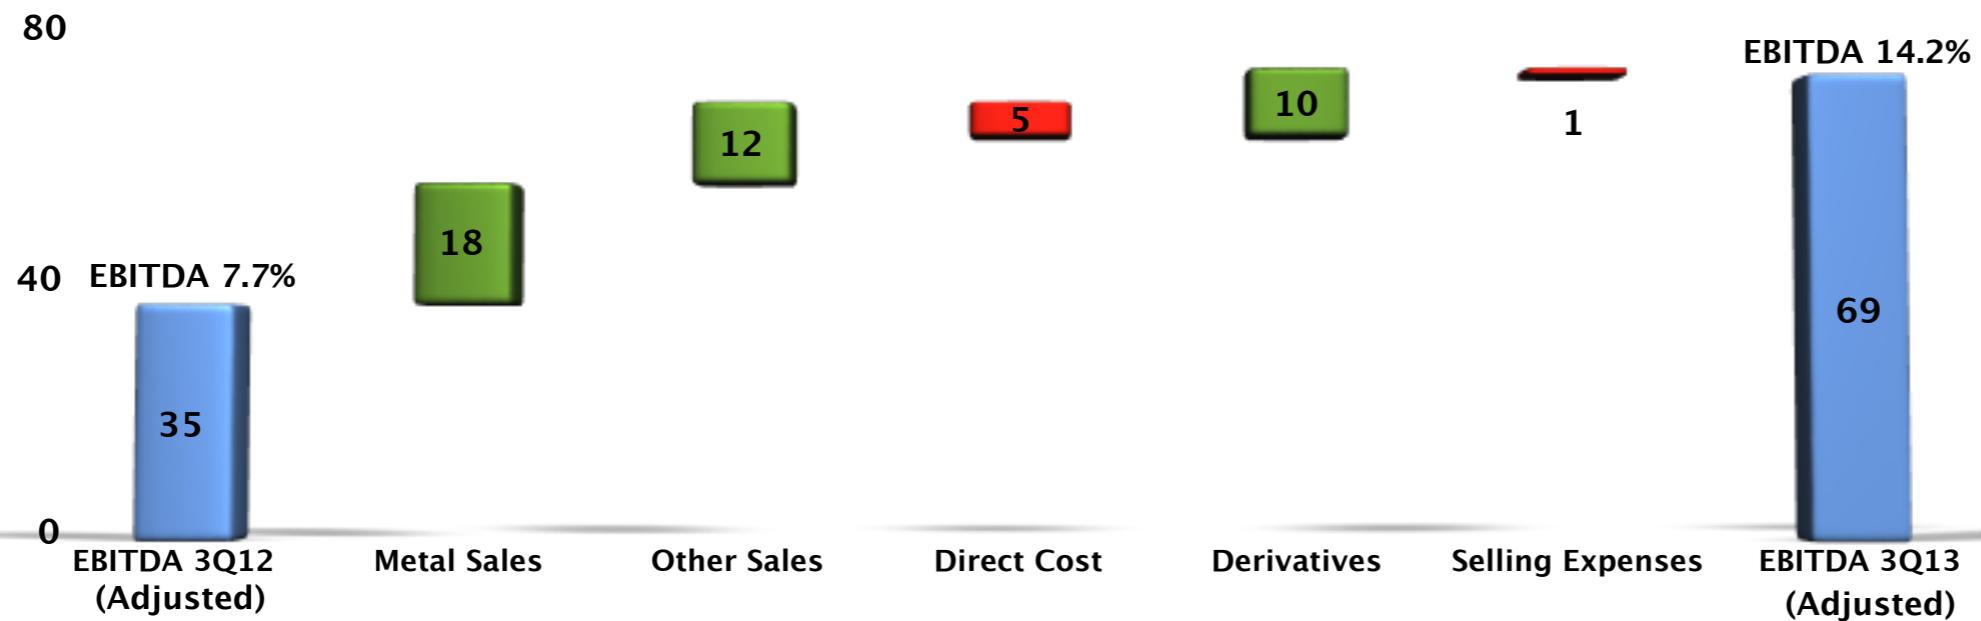 80
EBITDA 14.2%
10
5
1
12
18
40
EBITDA 7.7%
69
35
0
EBITDA 3Q12
(Adjusted)
Metal Sales
Other Sales
Direct Cost
Derivatives
Selling Expenses
EBITDA 3Q13
(Adjusted)